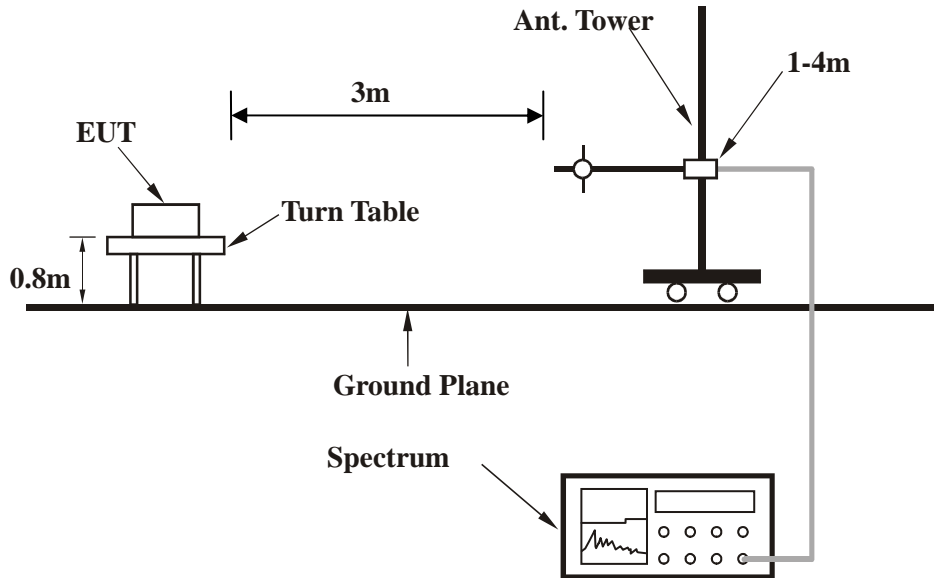 Ant. Tower
1-4m
3m
EUT
Turn Table
0.8m
Ground Plane
Spectrum